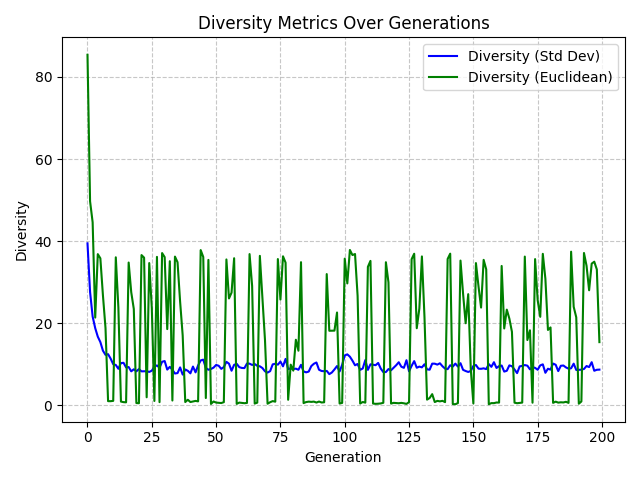 Diversity Metrics Over Generations
Diversity (Std Dev)
Diversity (Euclidean)
Diversity
80
60
40
20
0
0 25 50 75 100 125 150 175 200
Generation